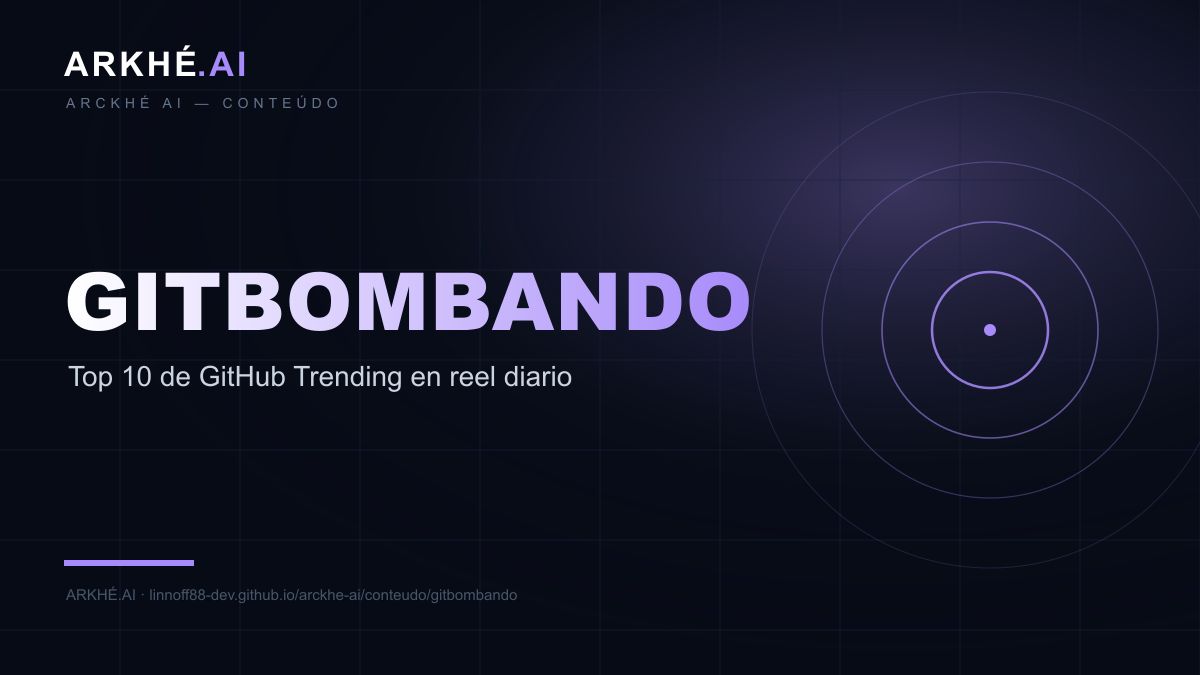 ARKHÉ.AI
ARCKHÉ AI — CONTEÚDO
GITBOMBANDO
Top 10 de GitHub Trending en reel diario
ARKHÉ.AI · linnoff88-dev.github.io/arckhe-ai/conteudo/gitbombando